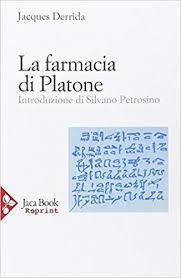 Jacques Derrida
La farmacia
di Platone
Introduzione di Silvano Petrosino
Jaca Book
Reprint